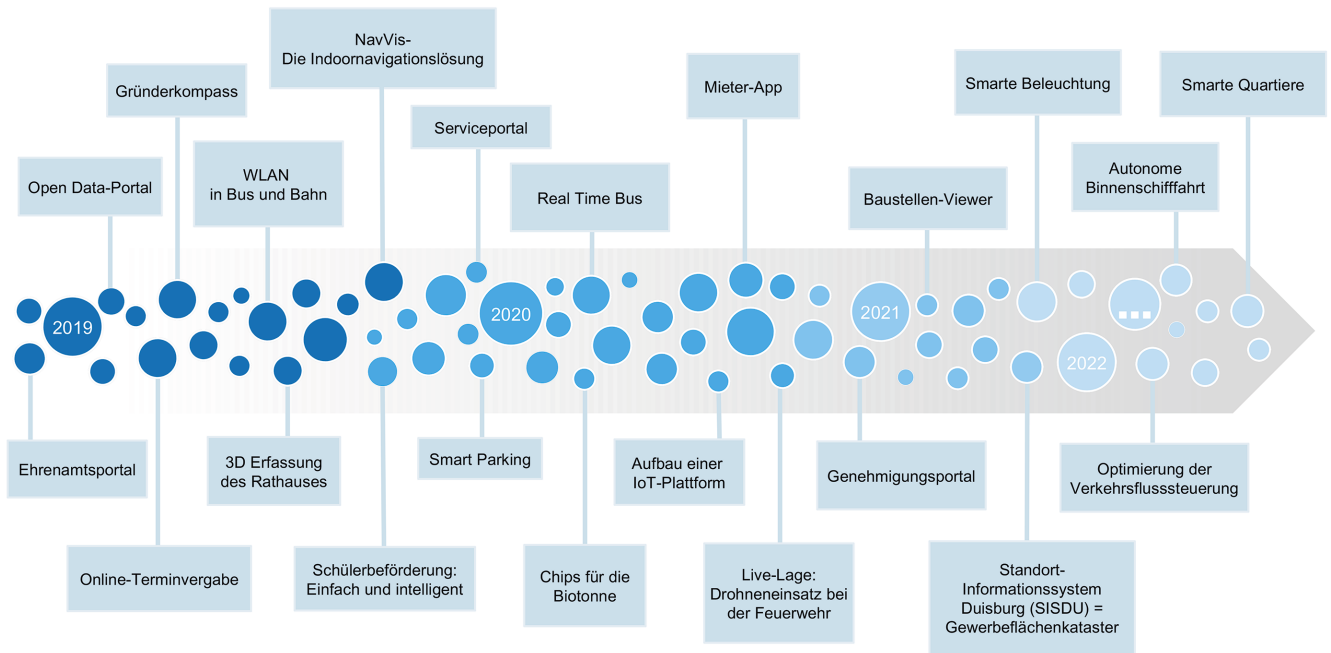 NavVis-
Die Indoornavigationslösung
Gründerkompass
Mieter-App
Smarte Beleuchtung
Smarte Quartiere
Serviceportal
Open Data-Portal
WLAN
in Bus und Bahn
Real Time Bus
Baustellen-Viewer
Autonome
Binnenschifffahrt
2019
2020
2021
2022
Ehrenamtsportal
3D Erfassung
des Rathauses
Smart Parking
Aufbau einer
IoT-Plattform
Genehmigungsportal
Optimierung der
Verkehrsflusssteuerung
Online-Terminvergabe
Schülerbeförderung:
Einfach und intelligent
Chips für die
Biotonne
Live-Lage:
Drohneneinsatz bei
der Feuerwehr
Standort-
Informationssystem
Duisburg (SISDU) =
Gewerbeflächenkataster